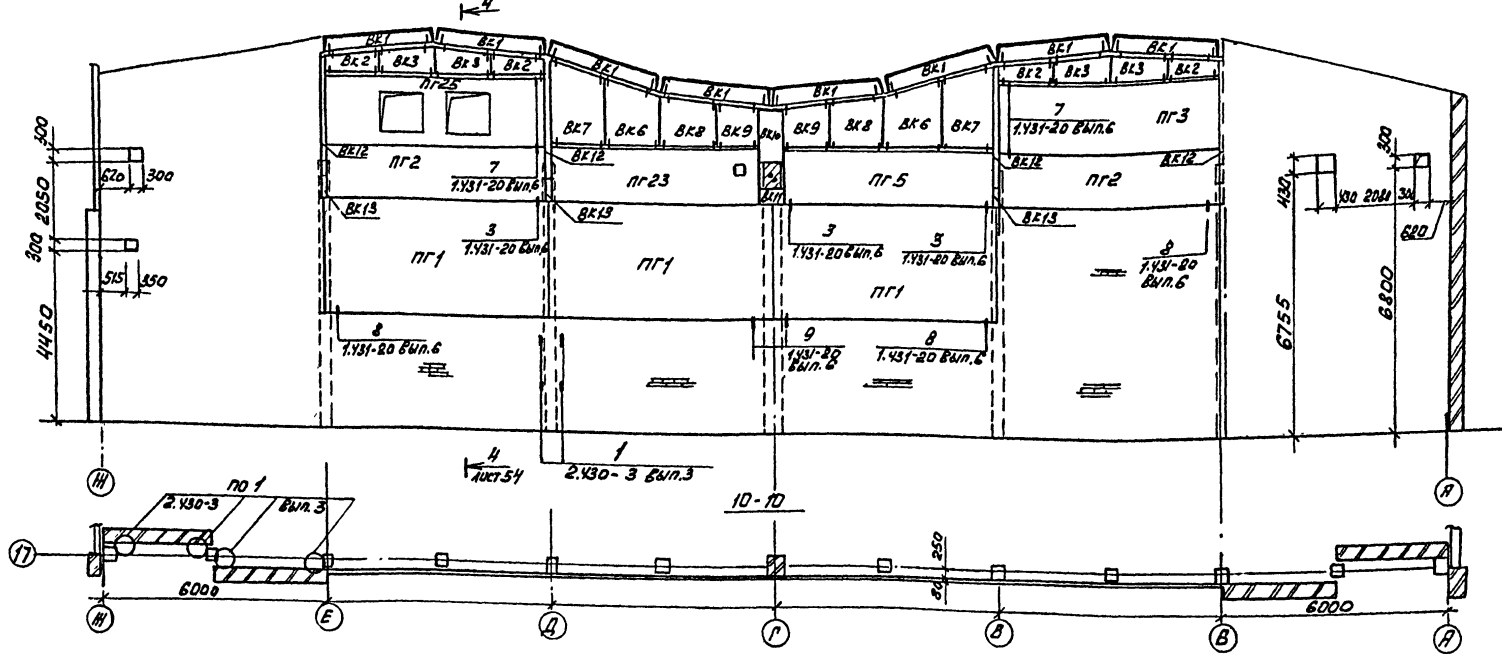 4
ВК1 ВК1 ВК1 ВК1 ВК1 ВК1 ВК1 ВК1
ВК2 ВК3 ВК3 ВК2
ВК2 ВК3 ВК3 ВК2
ПГ25
ВК7 ВК6 ВК8 ВК9 ВК10 ВК9 ВК8 ВК6 ВК7
7
1.431-20 Вып.6
ПГ3
300
620 300
2050
300
515 350
4450
ВК12
ПГ2
7
1.431-20 Вып.6
ВК12
ПГ23
ПГ5
ВК12
ПГ2
ВК12
ВК11
ВК13
ВК13
ВК13
430
430 2080 300
300
620
6755
6800
3
1.431-20 Вып.6
3
1.431-20 Вып.6
3
1.431-20 Вып.6
8
1.431-20
Вып.6
ПГ1
ПГ1
ПГ1
8
1.431-20 Вып.6
9
1.431-20
Вып.6
8
1.431-20 Вып.6
4
Лист 54
1
2.430-3 Вып.3
Ж
А
10-10
по 1
2.430-3 Вып.3
17
250
80
6000
6000
Ж Е Д Г В В А